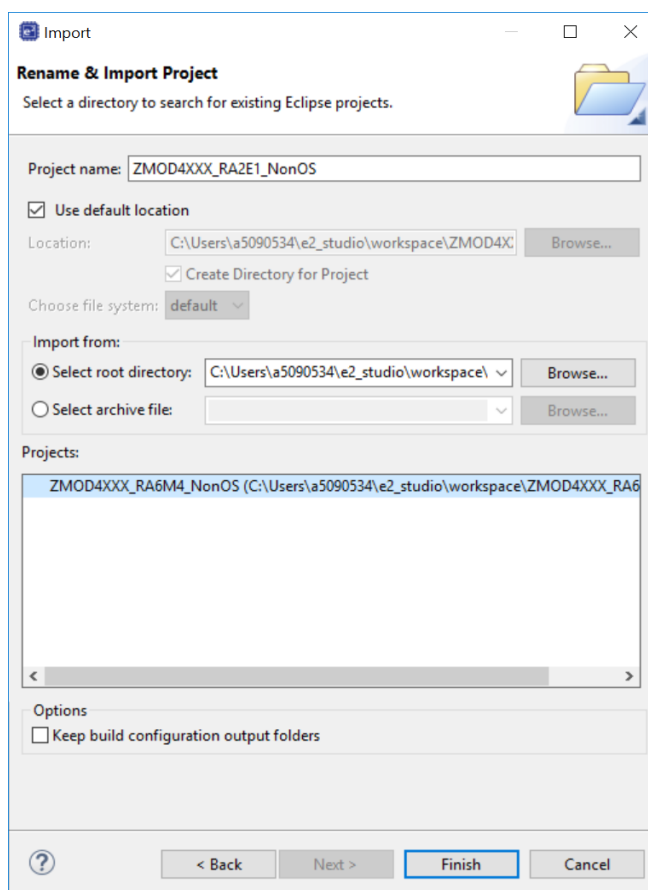 Import
Rename & Import Project
Select a directory to search for existing Eclipse projects.
Project name: ZMOD4XXX_RA2E1_NonOS
Use default location
Location: C:\Users\a5090534\e2_studio\workspace\ZMOD4X Browse...
Create Directory for Project
Choose file system: default
Import from:
Select root directory: C:\Users\a5090534\e2_studio\workspace\ Browse...
Select archive file: Browse...
Projects:
ZMOD4XXX_RA6M4_NonOS (C:\Users\a5090534\e2_studio\workspace\ZMOD4XXX_RA6
Options
Keep build configuration output folders
? < Back Next > Finish Cancel